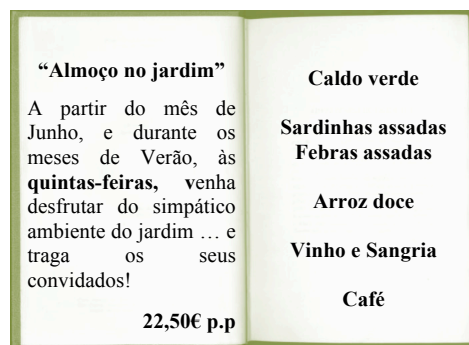 “Almoço no jardim”
A partir do mês de
Junho, e durante os
meses de Verão, às
quintas-feiras, venha
desfrutar do simpático
ambiente do jardim … e
traga os seus
convidados!
22,50€ p.p
Caldo verde
Sardinhas assadas
Febras assadas
Arroz doce
Vinho e Sangria
Café